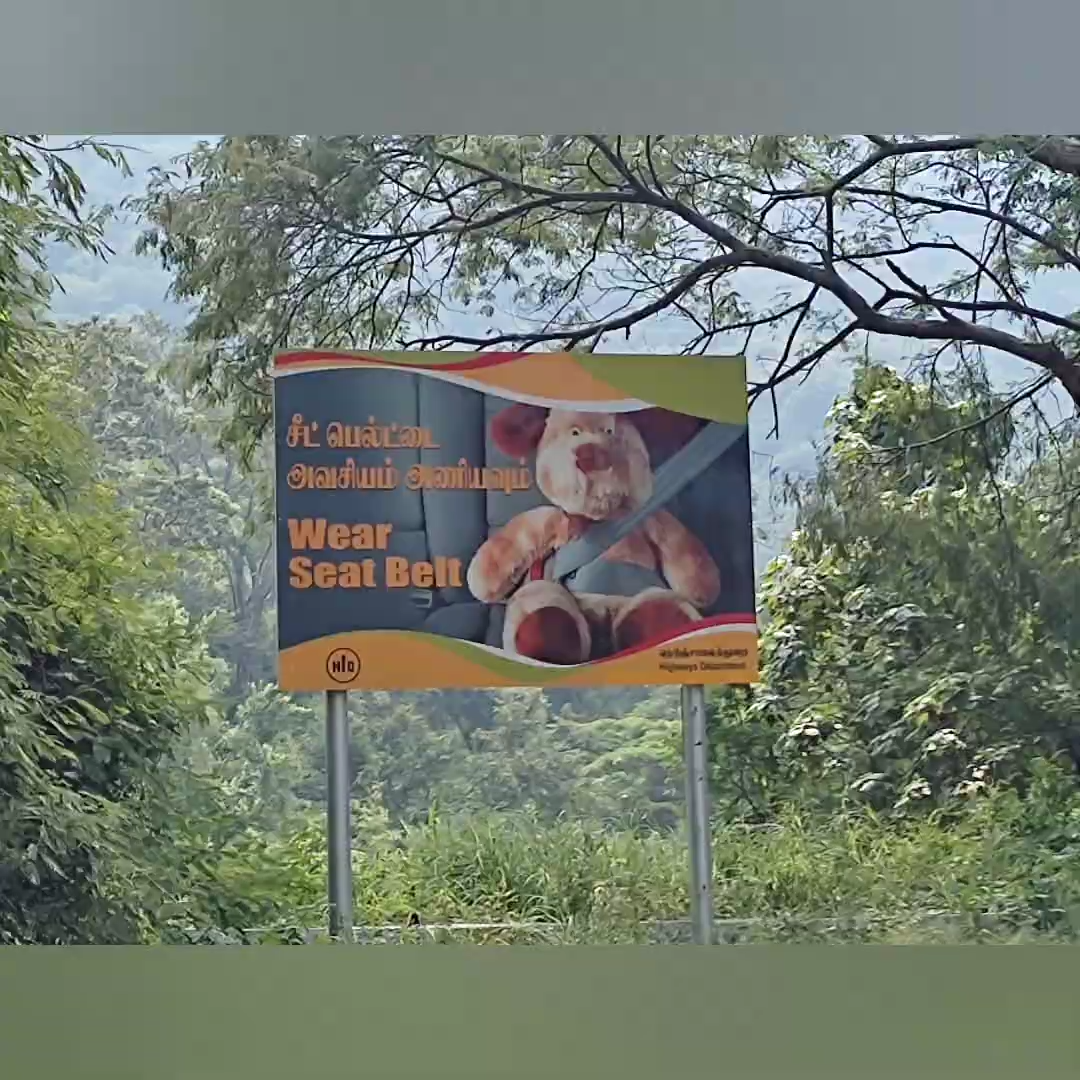 சீட் பெல்ட்டை
அவசியம் அணியவும்
Wear
Seat Belt
நெடுஞ்சாலைத்துறை
Highways Department